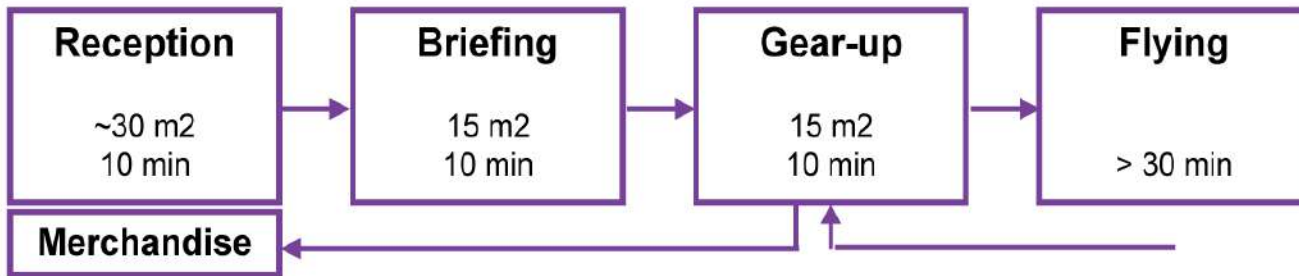 Reception
~30 m2
10 min
Briefing
15 m2
10 min
Gear-up
15 m2
10 min
Flying
> 30 min
Merchandise